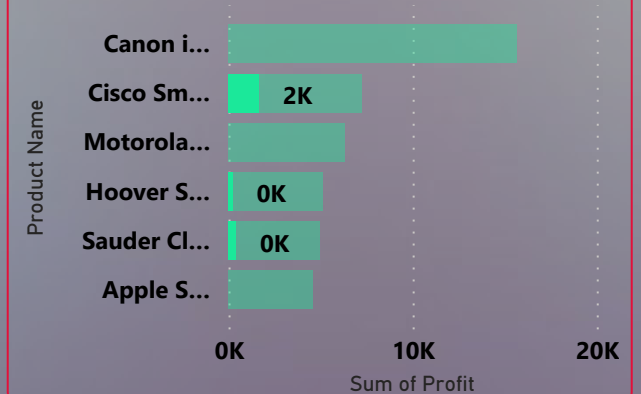 Product Name
Canon i...
Cisco Sm...
2K
Motorola...
Hoover S...
0K
Sauder Cl...
0K
Apple S...
0K
10K
20K
Sum of Profit